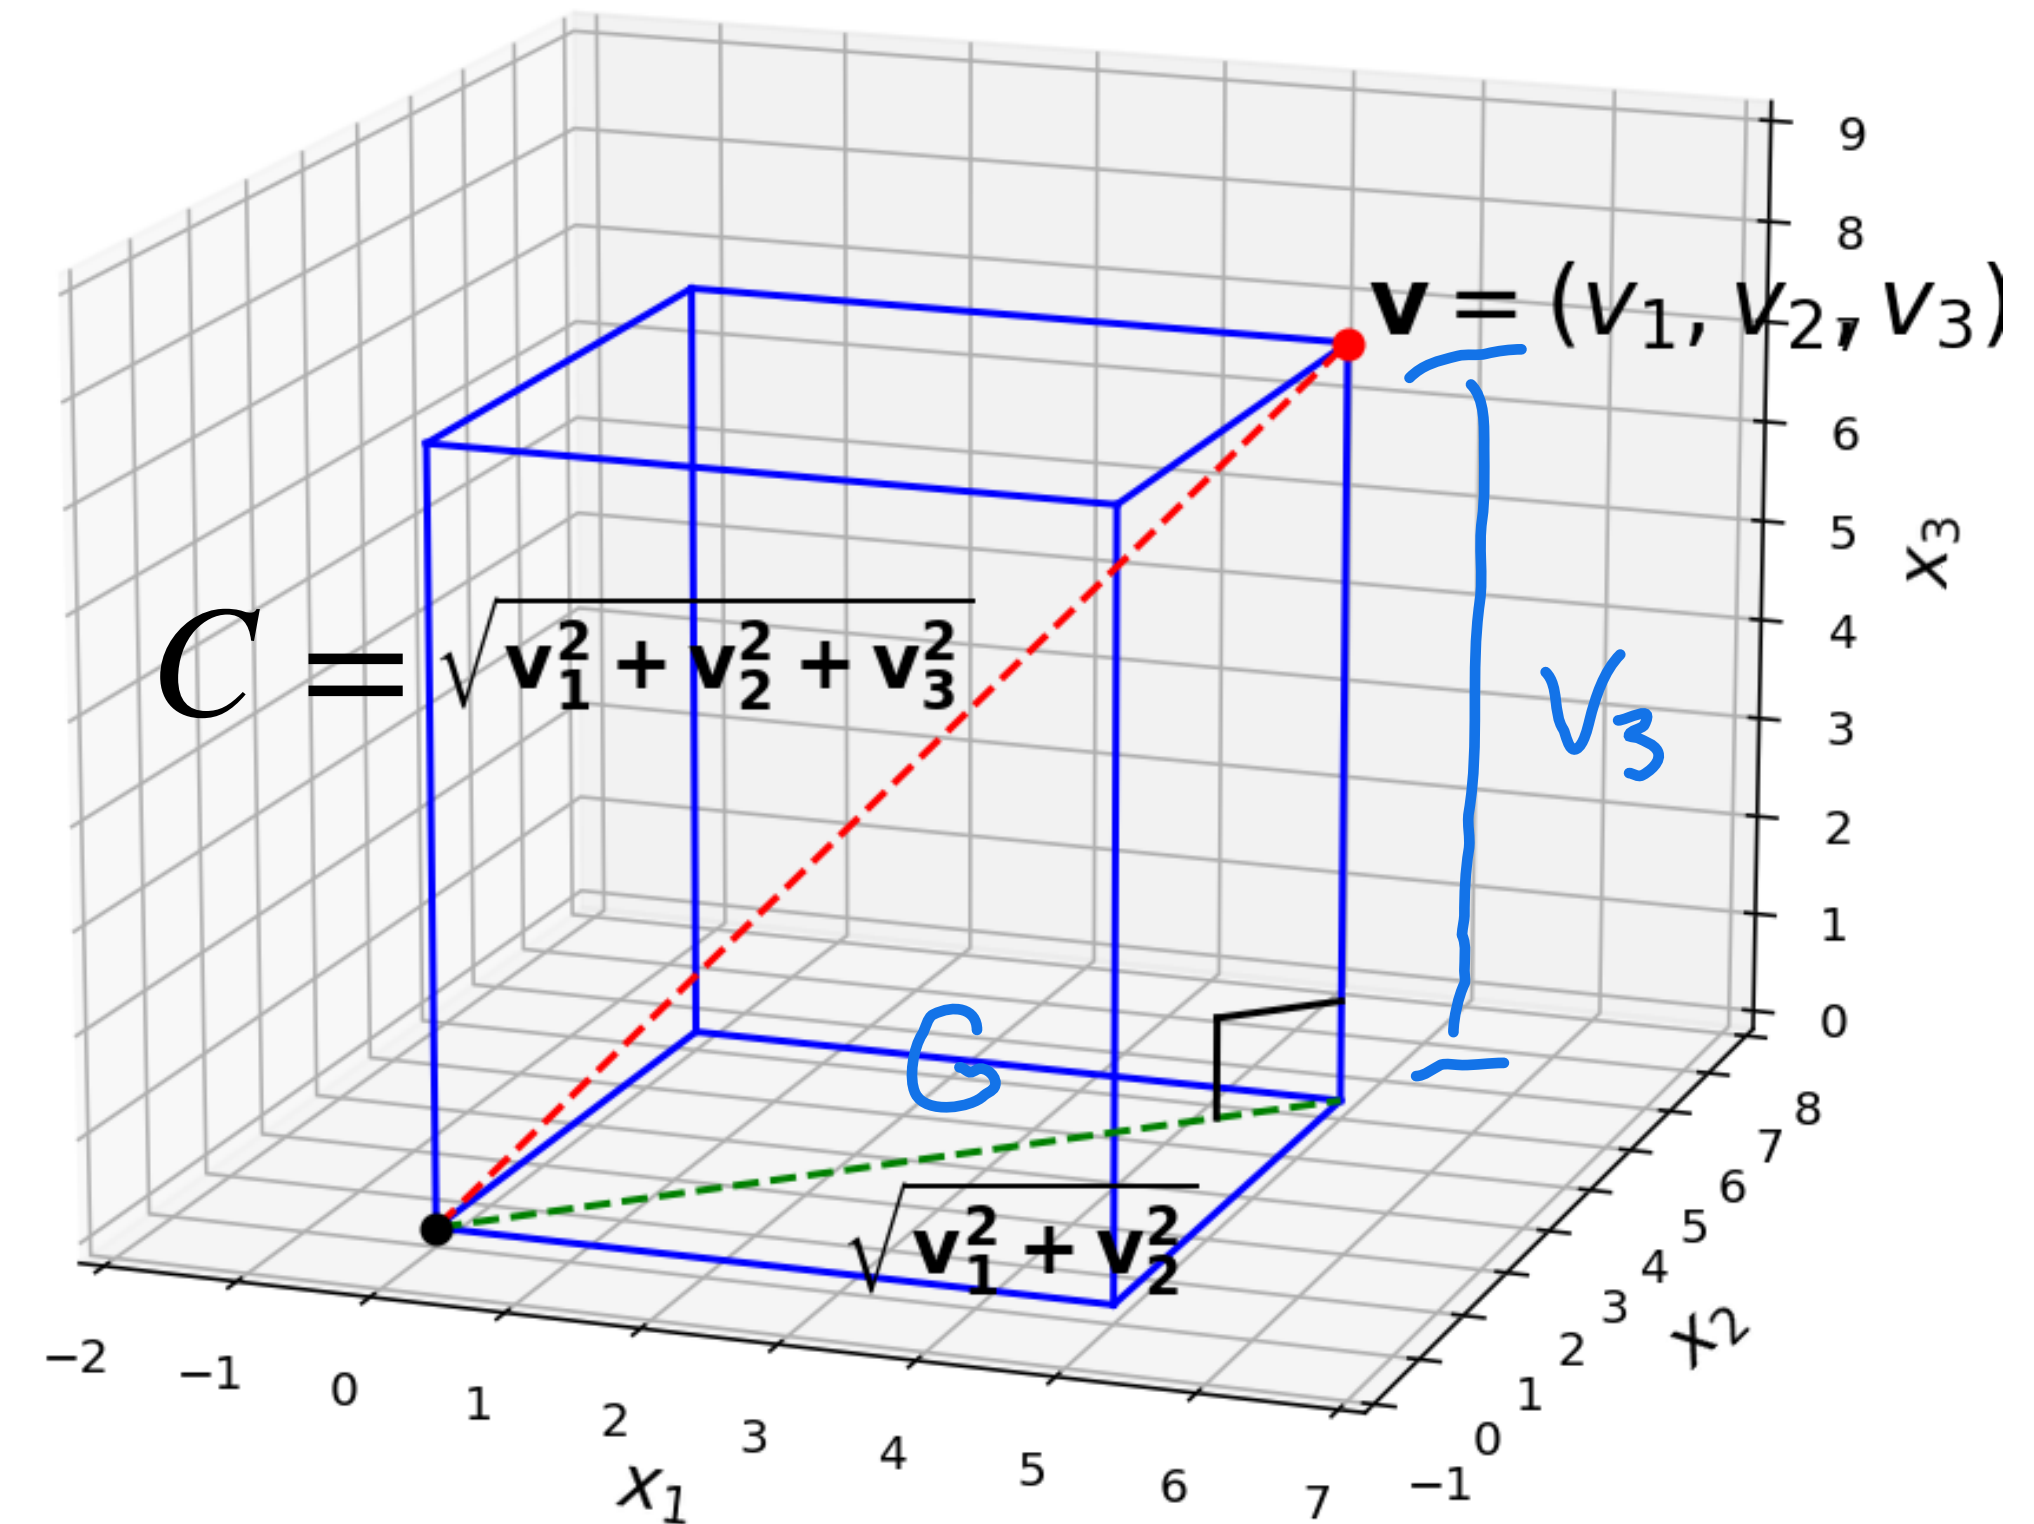 9
8
v = (v₁, v₂, v₃)
7
6
5
x₃
C = √v₁² + v₂² + v₃²
4
V₃
3
2
1
0
G
√v₁² + v₂²
−2 −1 0 1 2 3 4 5 6 7
x₁
−1 0 1 2 3 4 5 6 7 8
x₂